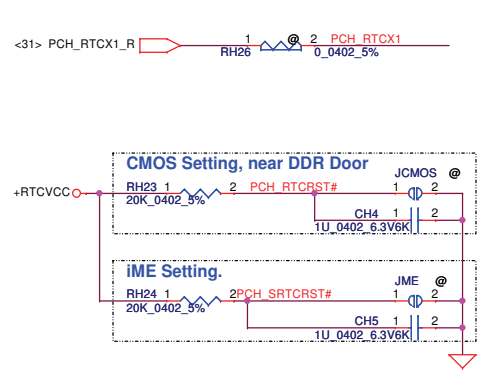 <31> PCH_RTCX1_R 1 RH26 @ 2 PCH_RTCX1
0_0402_5%
CMOS Setting, near DDR Door
JCMOS @
+RTCVCC RH23 1 2 PCH_RTCRST# 1 2
20K_0402_5%
CH4 1 2
1U_0402_6.3V6K
iME Setting.
JME @
RH24 1 2 PCH_SRTCRST# 1 2
20K_0402_5%
CH5 1 2
1U_0402_6.3V6K